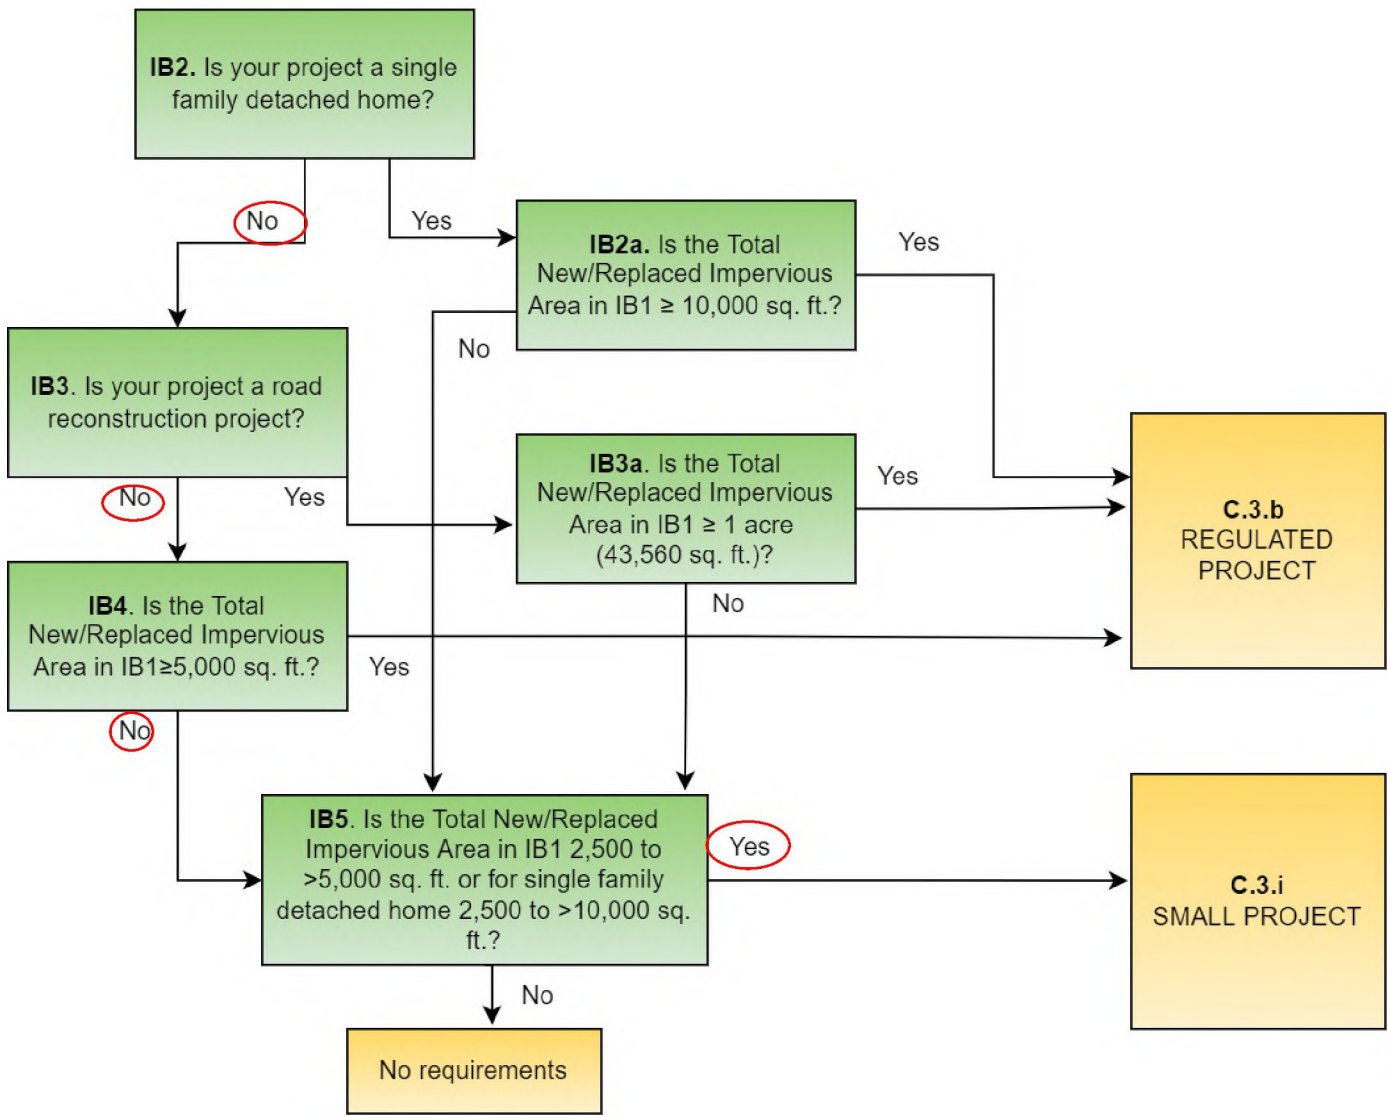 IB2. Is your project a single
family detached home?
No
Yes
IB2a. Is the Total
New/Replaced Impervious
Area in IB1 ≥ 10,000 sq. ft.?
Yes
No
IB3. Is your project a road
reconstruction project?
No
Yes
IB3a. Is the Total
New/Replaced Impervious
Area in IB1 ≥ 1 acre
(43,560 sq. ft.)?
Yes
No
C.3.b
REGULATED
PROJECT
IB4. Is the Total
New/Replaced Impervious
Area in IB1≥5,000 sq. ft.?
Yes
No
IB5. Is the Total New/Replaced
Impervious Area in IB1 2,500 to
>5,000 sq. ft. or for single family
detached home 2,500 to >10,000 sq.
ft.?
Yes
No
C.3.i
SMALL PROJECT
No requirements